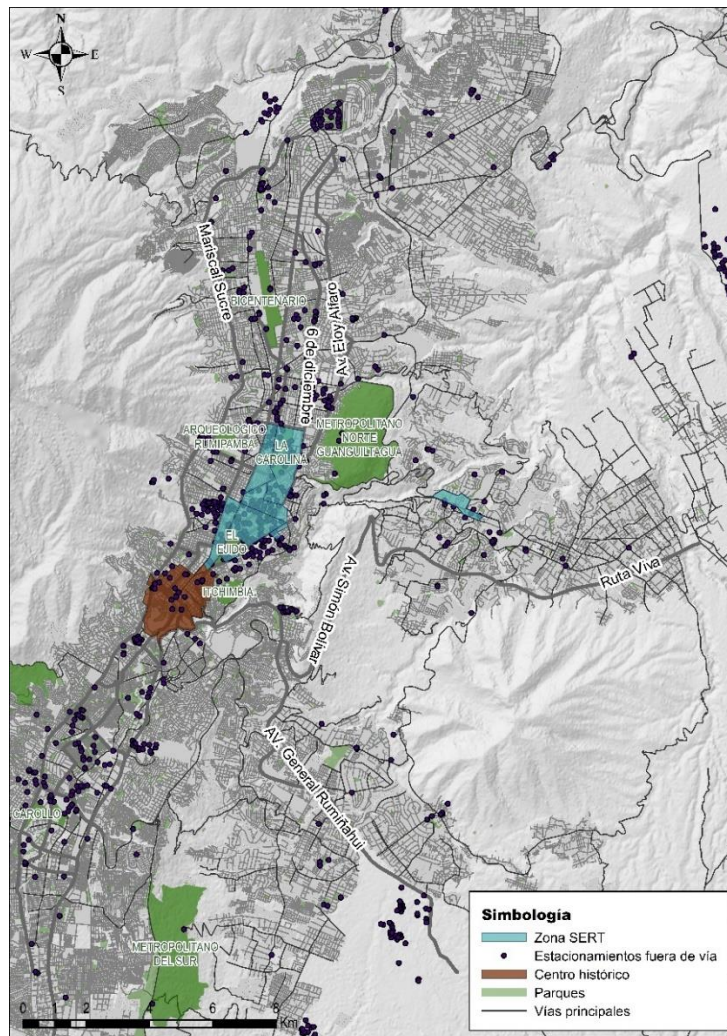 N
W E
S
Mariscal Sucre
BICENTENARIO
6 de diciembre
Av. Eloy Alfaro
ARQUEOLOGICO
RUMIPAMBA
LA
CAROLINA
METROPOLITANO
NORTE
GUANGUILTAGUA
EL
EJIDO
ITCHIMBIA
Av. Simón Bolivar
Ruta Viva
AV. General Rumiñahui
CAROLLO
METROPOLITANO
DEL SUR
0 2 4 6 8
Km
Simbología
Zona SERT
Estacionamientos fuera de vía
Centro histórico
Parques
Vías principales